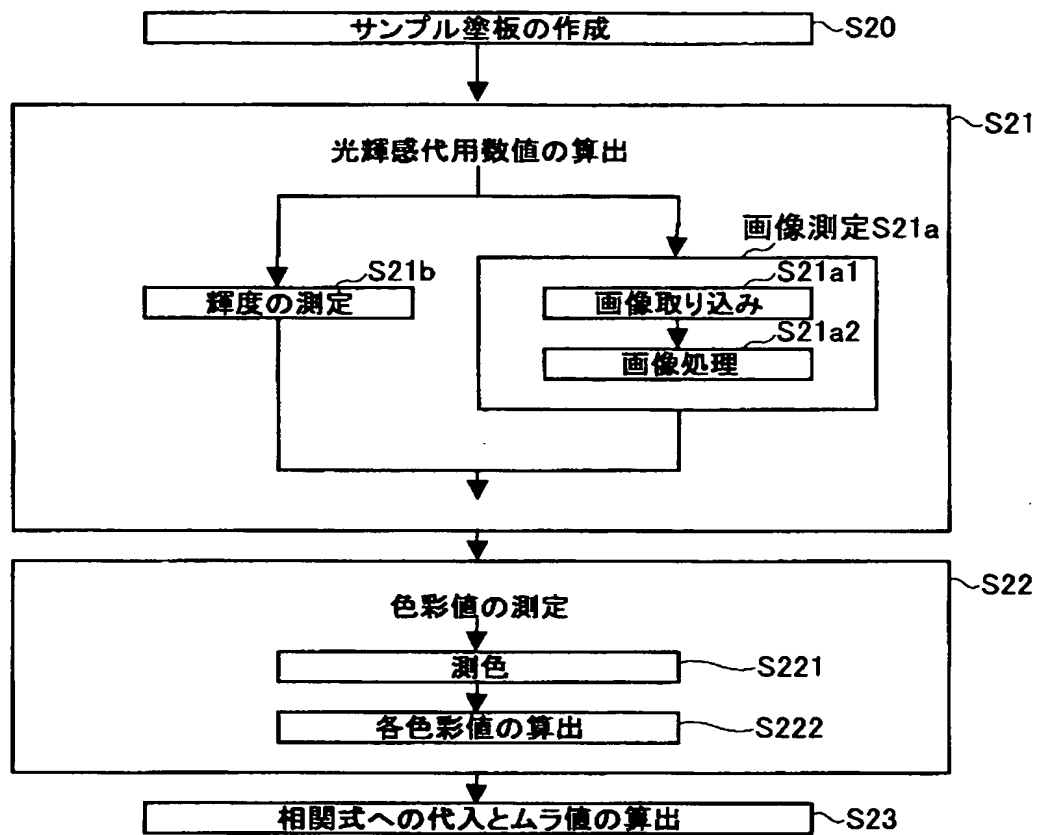 サンプル塗板の作成 S20
S21
光輝感代用数値の算出
画像測定S21a
S21b
輝度の測定
S21a1
画像取り込み
S21a2
画像処理
S22
色彩値の測定
測色 S221
各色彩値の算出 S222
相関式への代入とムラ値の算出 S23